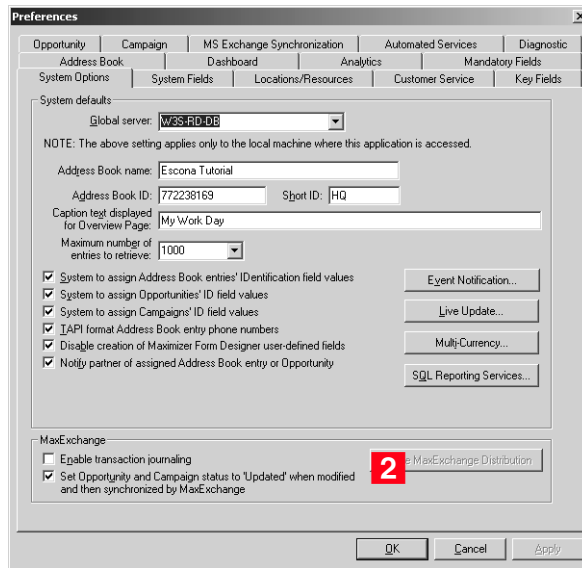 Preferences
Opportunity Campaign MS Exchange Synchronization Automated Services Diagnostic
Address Book Dashboard Analytics Mandatory Fields
System Options System Fields Locations/Resources Customer Service Key Fields
System defaults
Global server: W3S-RD-DB
NOTE: The above setting applies only to the local machine where this application is accessed.
Address Book name: Escona Tutorial
Address Book ID: 772238169 Short ID: HQ
Caption text displayed
for Overview Page: My Work Day
Maximum number of
entries to retrieve: 1000
System to assign Address Book entries' IDentification field values
System to assign Opportunities' ID field values
System to assign Campaigns' ID field values
TAPI format Address Book entry phone numbers
Disable creation of Maximizer Form Designer user-defined fields
Notify partner of assigned Address Book entry or Opportunity
Event Notification...
Live Update...
Multi-Currency...
SQL Reporting Services...
MaxExchange
Enable transaction journaling
Set Opportunity and Campaign status to 'Updated' when modified
and then synchronized by MaxExchange
2 MaxExchange Distribution
OK Cancel Apply